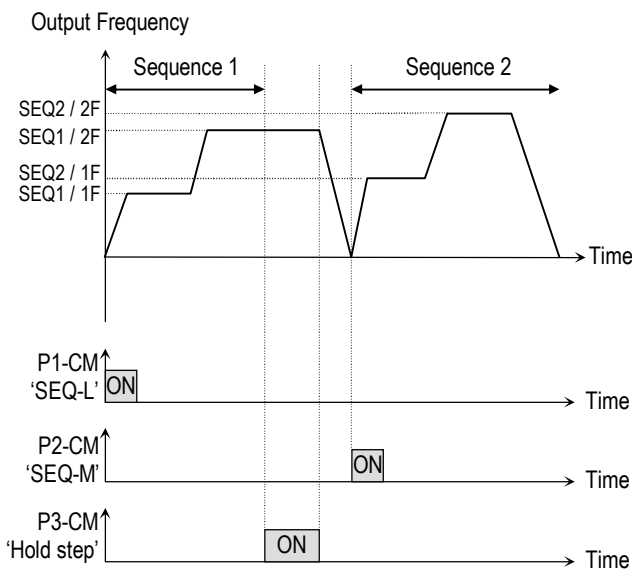 Output Frequency
Sequence 1
Sequence 2
SEQ2 / 2F
SEQ1 / 2F
SEQ2 / 1F
SEQ1 / 1F
Time
P1-CM
‘SEQ-L’
ON
Time
P2-CM
‘SEQ-M’
ON
Time
P3-CM
‘Hold step’
ON
Time